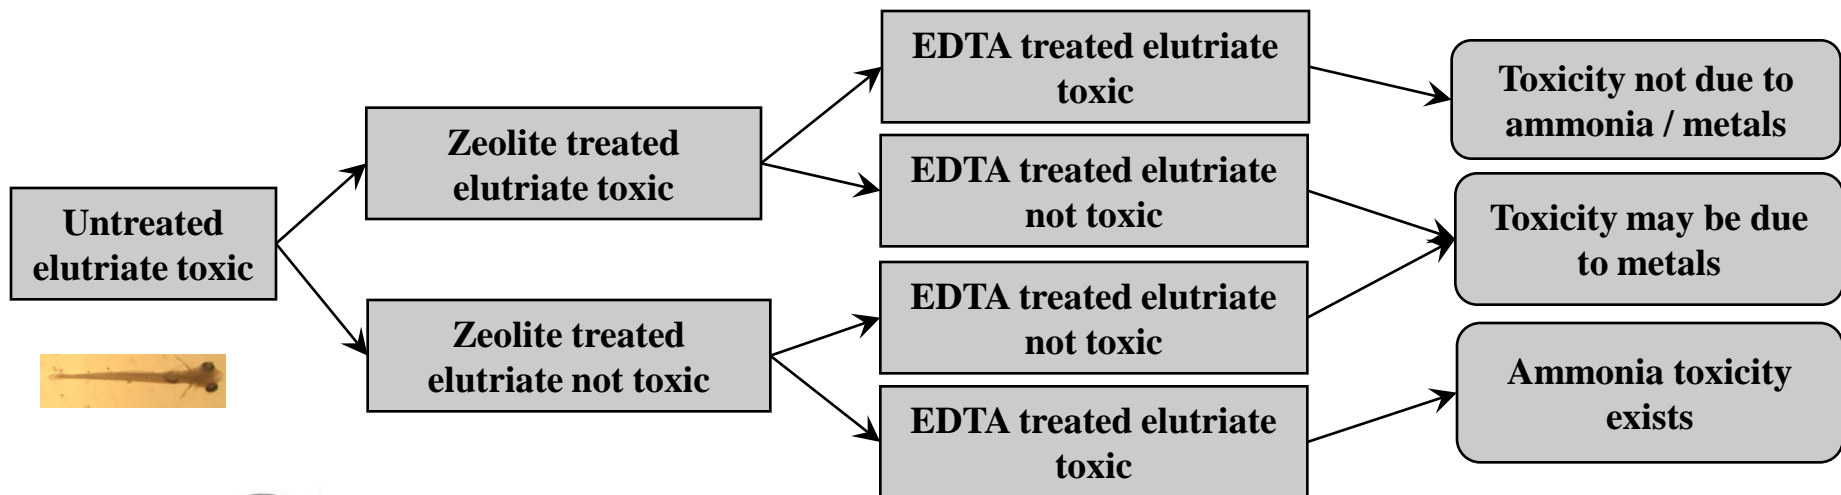 Untreated
elutriate toxic
Zeolite treated
elutriate toxic
Zeolite treated
elutriate not toxic
EDTA treated elutriate
toxic
EDTA treated elutriate
not toxic
EDTA treated elutriate
not toxic
EDTA treated elutriate
toxic
Toxicity not due to
ammonia / metals
Toxicity may be due
to metals
Ammonia toxicity
exists